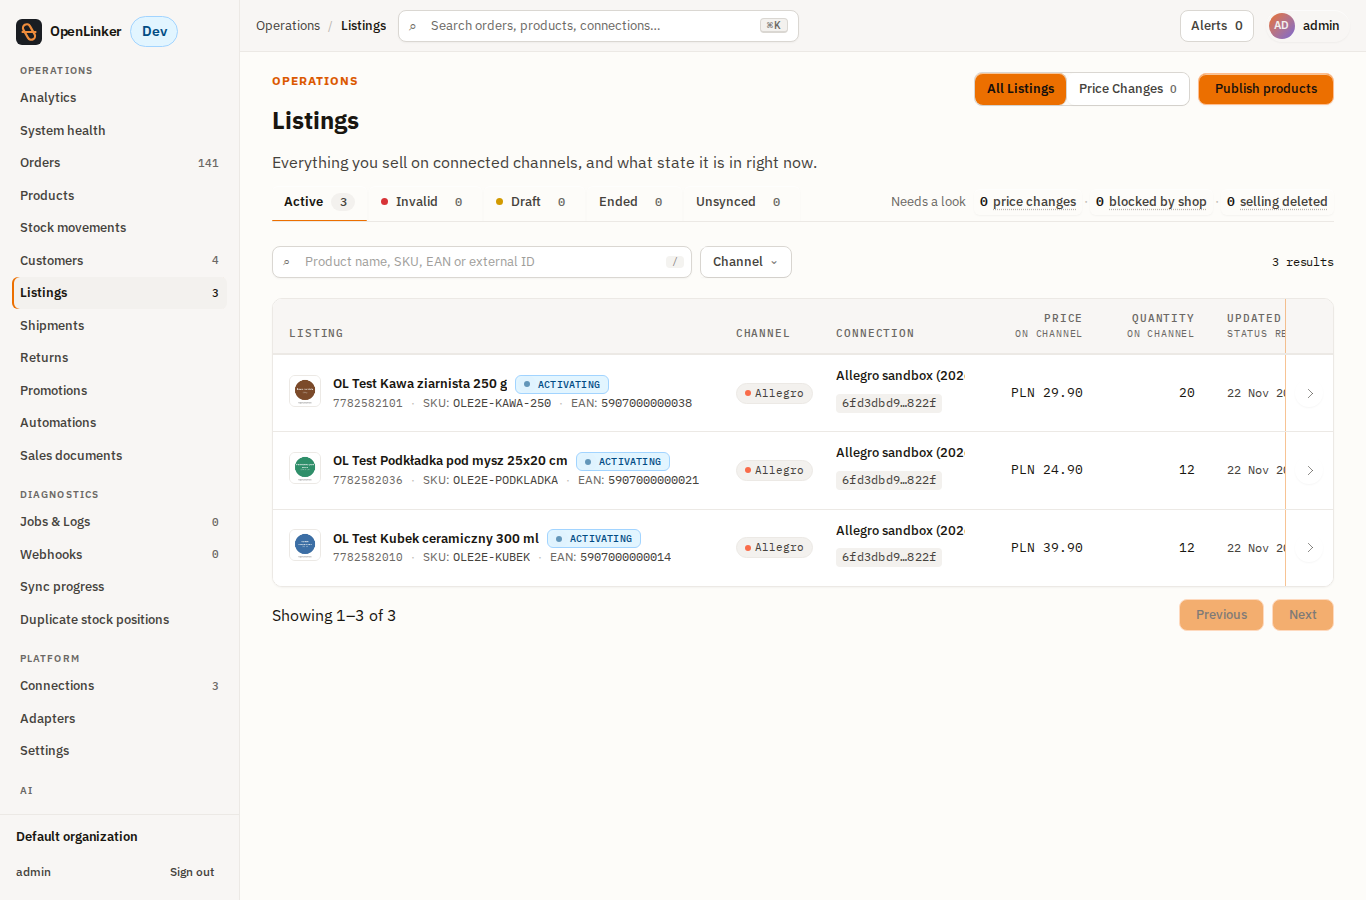 OpenLinker Dev
OPERATIONS
Analytics
System health
Orders 141
Products
Stock movements
Customers 4
Listings 3
Shipments
Returns
Promotions
Automations
Sales documents
DIAGNOSTICS
Jobs & Logs 0
Webhooks 0
Sync progress
Duplicate stock positions
PLATFORM
Connections 3
Adapters
Settings
AI
Default organization
admin Sign out
Operations / Listings
Search orders, products, connections... ⌘K
Alerts 0
AD admin
OPERATIONS
All Listings Price Changes 0 Publish products
Listings
Everything you sell on connected channels, and what state it is in right now.
Active 3 Invalid 0 Draft 0 Ended 0 Unsynced 0
Needs a look 0 price changes · 0 blocked by shop · 0 selling deleted
Product name, SKU, EAN or external ID /
Channel
3 results
LISTING CHANNEL CONNECTION PRICE ON CHANNEL QUANTITY ON CHANNEL UPDATED STATUS RE
OL Test Kawa ziarnista 250 g ACTIVATING
7782582101 · SKU: OLE2E-KAWA-250 · EAN: 5907000000038
Allegro
Allegro sandbox (202
6fd3dbd9…822f
PLN 29.90 20 22 Nov 20
OL Test Podkładka pod mysz 25x20 cm ACTIVATING
7782582036 · SKU: OLE2E-PODKLADKA · EAN: 5907000000021
Allegro
Allegro sandbox (202
6fd3dbd9…822f
PLN 24.90 12 22 Nov 20
OL Test Kubek ceramiczny 300 ml ACTIVATING
7782582010 · SKU: OLE2E-KUBEK · EAN: 5907000000014
Allegro
Allegro sandbox (202
6fd3dbd9…822f
PLN 39.90 12 22 Nov 20
Showing 1–3 of 3
Previous Next